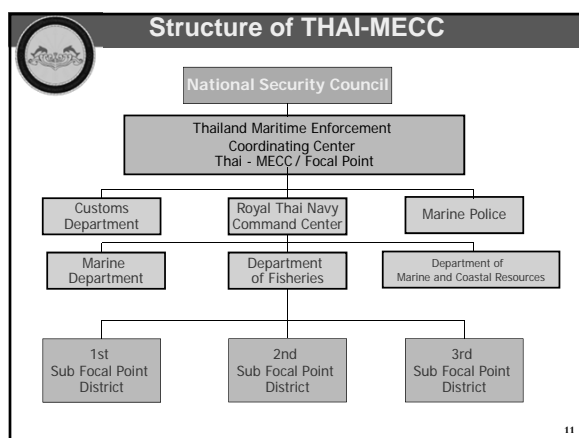 Structure of THAI-MECC
National Security Council
Thailand Maritime Enforcement
Coordinating Center
Thai - MECC / Focal Point
Customs
Department
Royal Thai Navy
Command Center
Marine Police
Marine
Department
Department
of Fisheries
Department of
Marine and Coastal Resources
1st
Sub Focal Point
District
2nd
Sub Focal Point
District
3rd
Sub Focal Point
District
11